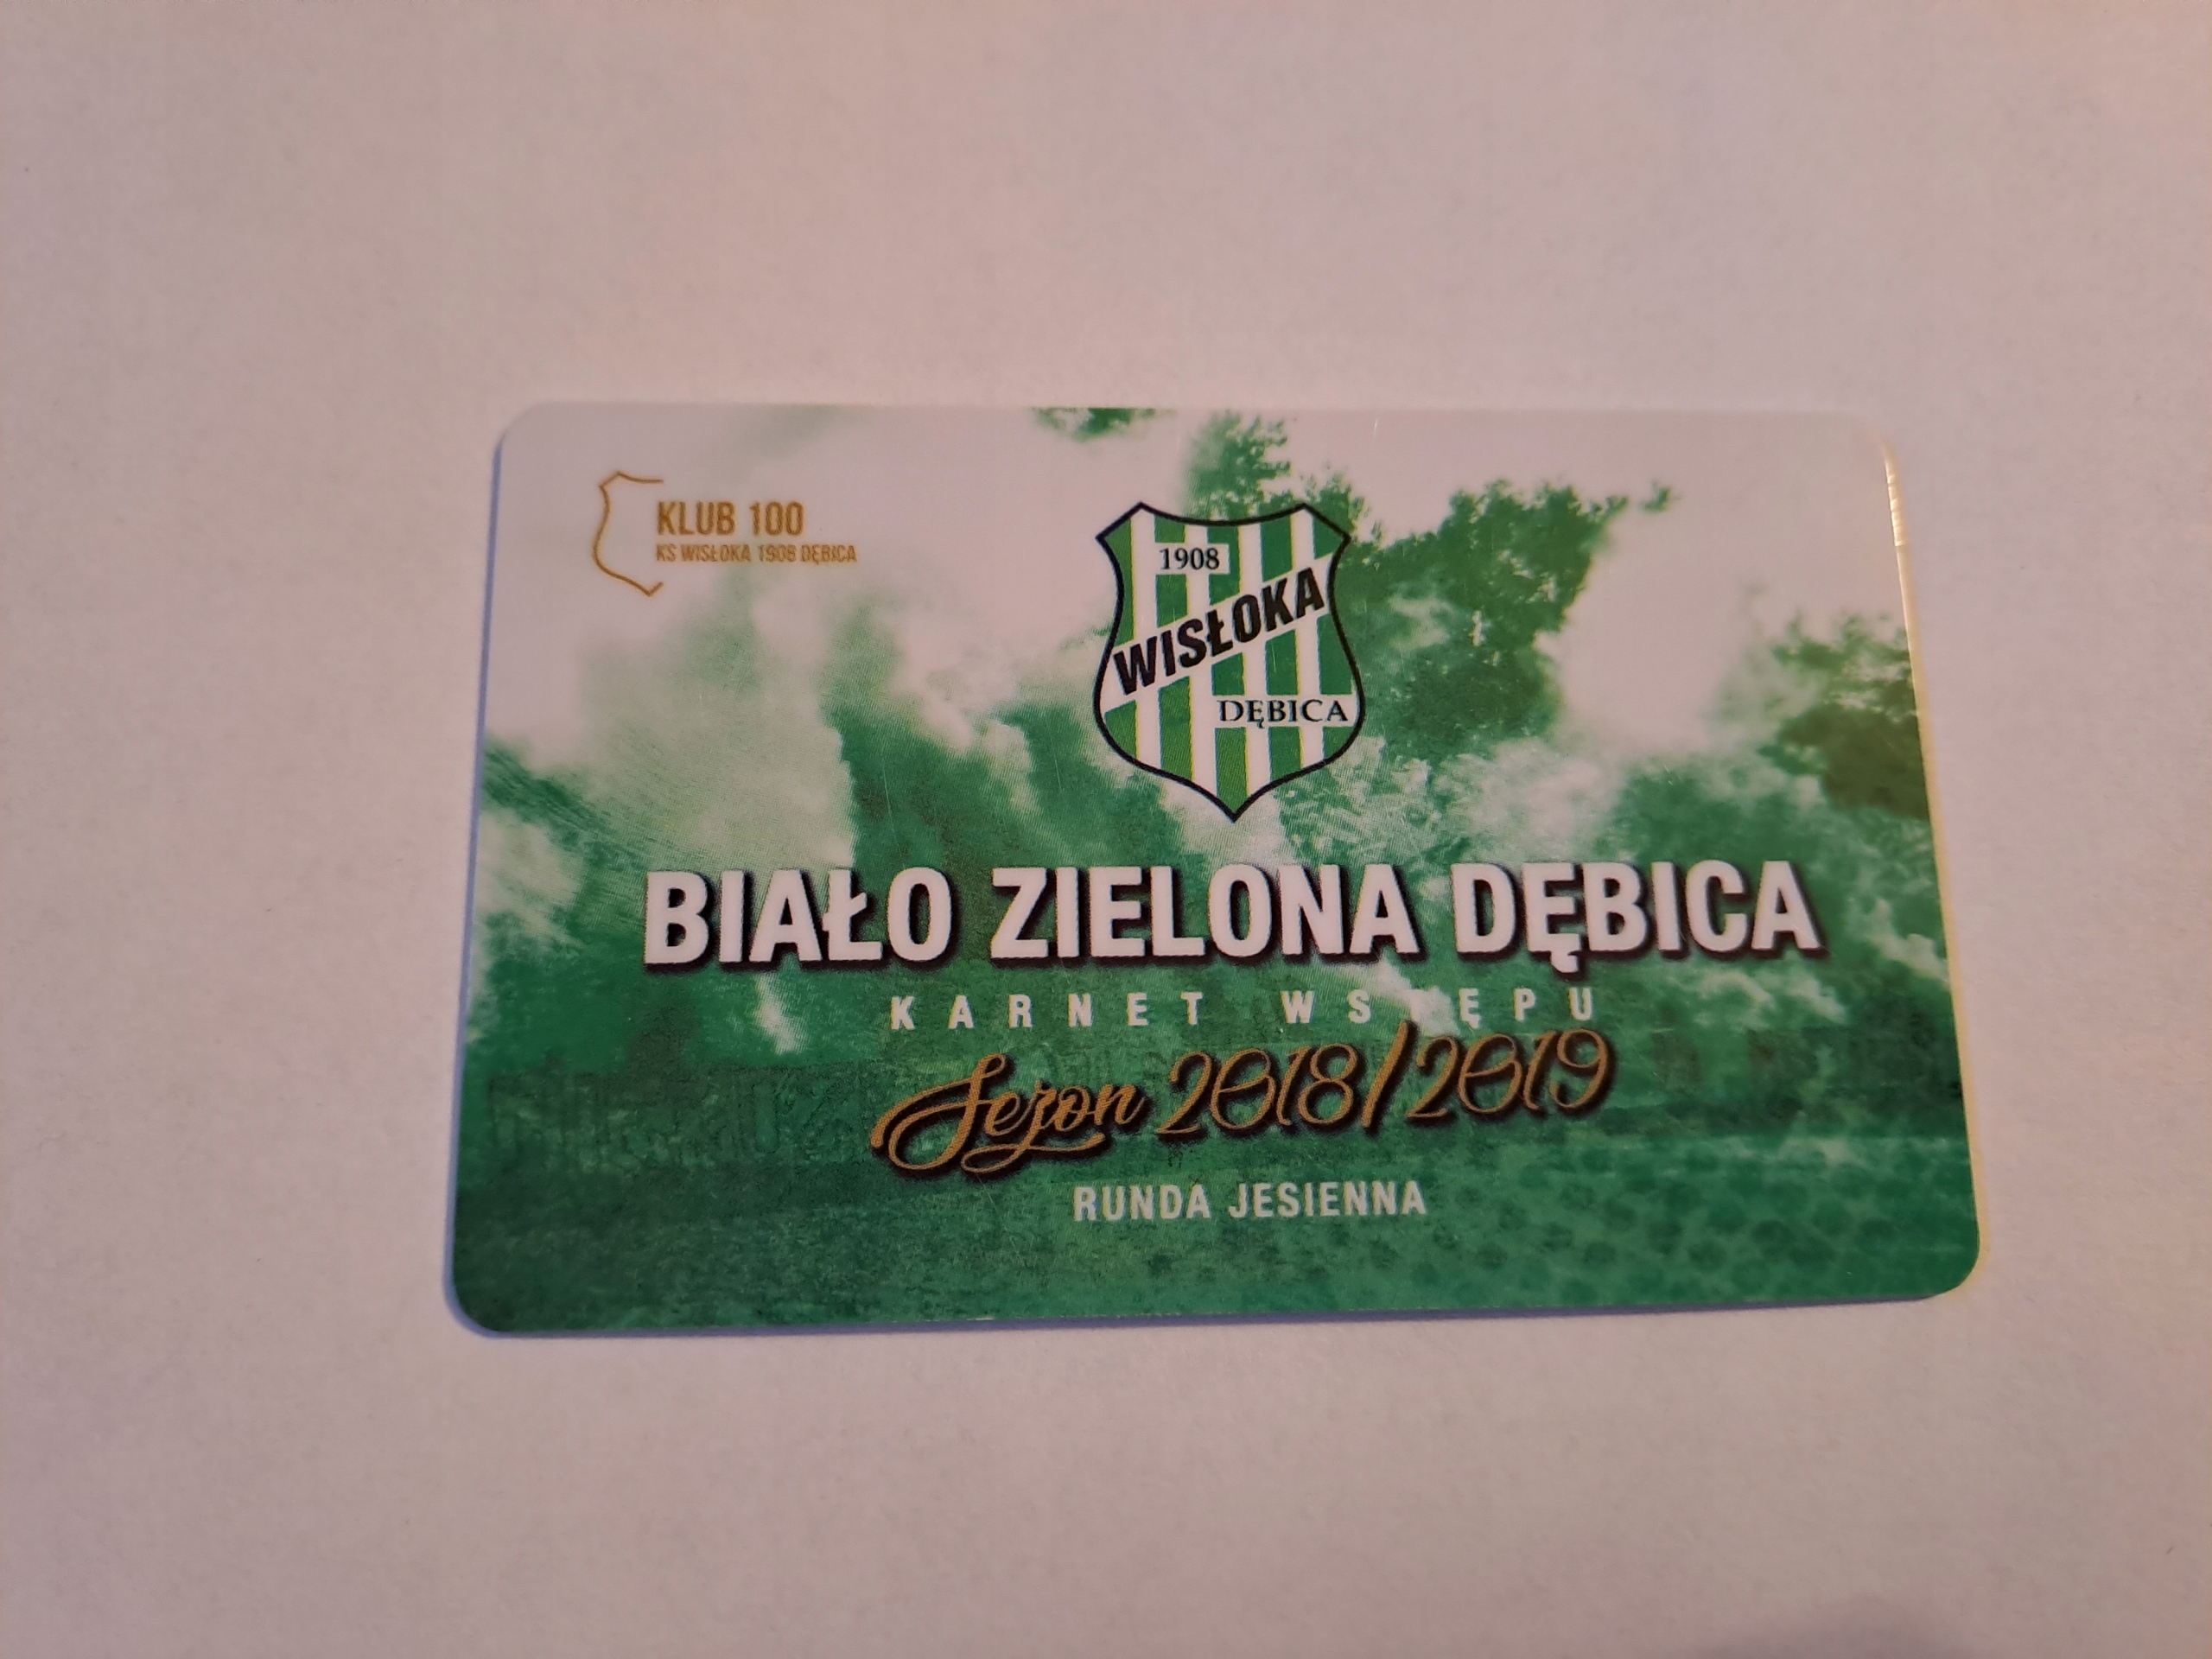 KLUB 100
KS WISŁOKA 1908 DĘBICA
1908
WISŁOKA
DĘBICA
BIAŁO ZIELONA DĘBICA
KARNET WSTĘPU
Sezon 2018/2019
RUNDA JESIENNA